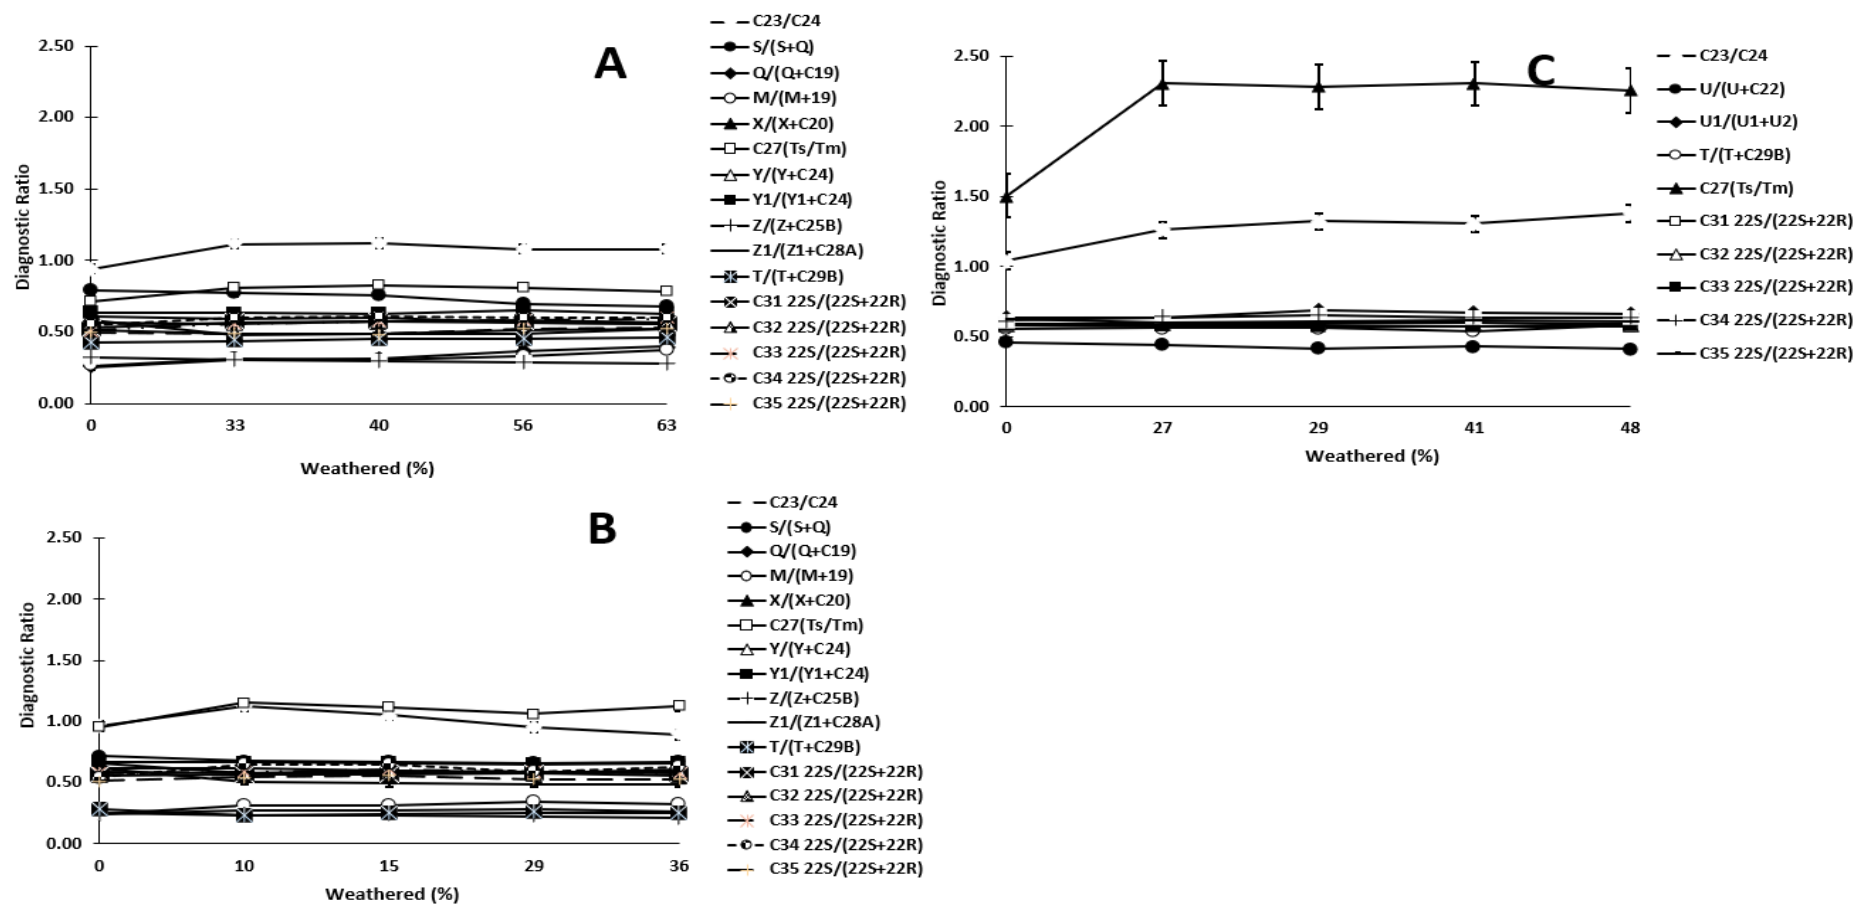 A
2.50
2.00
1.50
1.00
0.50
0.00
Diagnostic Ratio
0 33 40 56 63
Weathered (%)
C23/C24
S/(S+Q)
Q/(Q+C19)
M/(M+19)
X/(X+C20)
C27(Ts/Tm)
Y/(Y+C24)
Y1/(Y1+C24)
Z/(Z+C25B)
Z1/(Z1+C28A)
T/(T+C29B)
C31 22S/(22S+22R)
C32 22S/(22S+22R)
C33 22S/(22S+22R)
C34 22S/(22S+22R)
C35 22S/(22S+22R)
C
2.50
2.00
1.50
1.00
0.50
0.00
Diagnostic Ratio
0 27 29 41 48
Weathered (%)
C23/C24
U/(U+C22)
U1/(U1+U2)
T/(T+C29B)
C27(Ts/Tm)
C31 22S/(22S+22R)
C32 22S/(22S+22R)
C33 22S/(22S+22R)
C34 22S/(22S+22R)
C35 22S/(22S+22R)
B
2.50
2.00
1.50
1.00
0.50
0.00
Diagnostic Ratio
0 10 15 29 36
Weathered (%)
C23/C24
S/(S+Q)
Q/(Q+C19)
M/(M+19)
X/(X+C20)
C27(Ts/Tm)
Y/(Y+C24)
Y1/(Y1+C24)
Z/(Z+C25B)
Z1/(Z1+C28A)
T/(T+C29B)
C31 22S/(22S+22R)
C32 22S/(22S+22R)
C33 22S/(22S+22R)
C34 22S/(22S+22R)
C35 22S/(22S+22R)